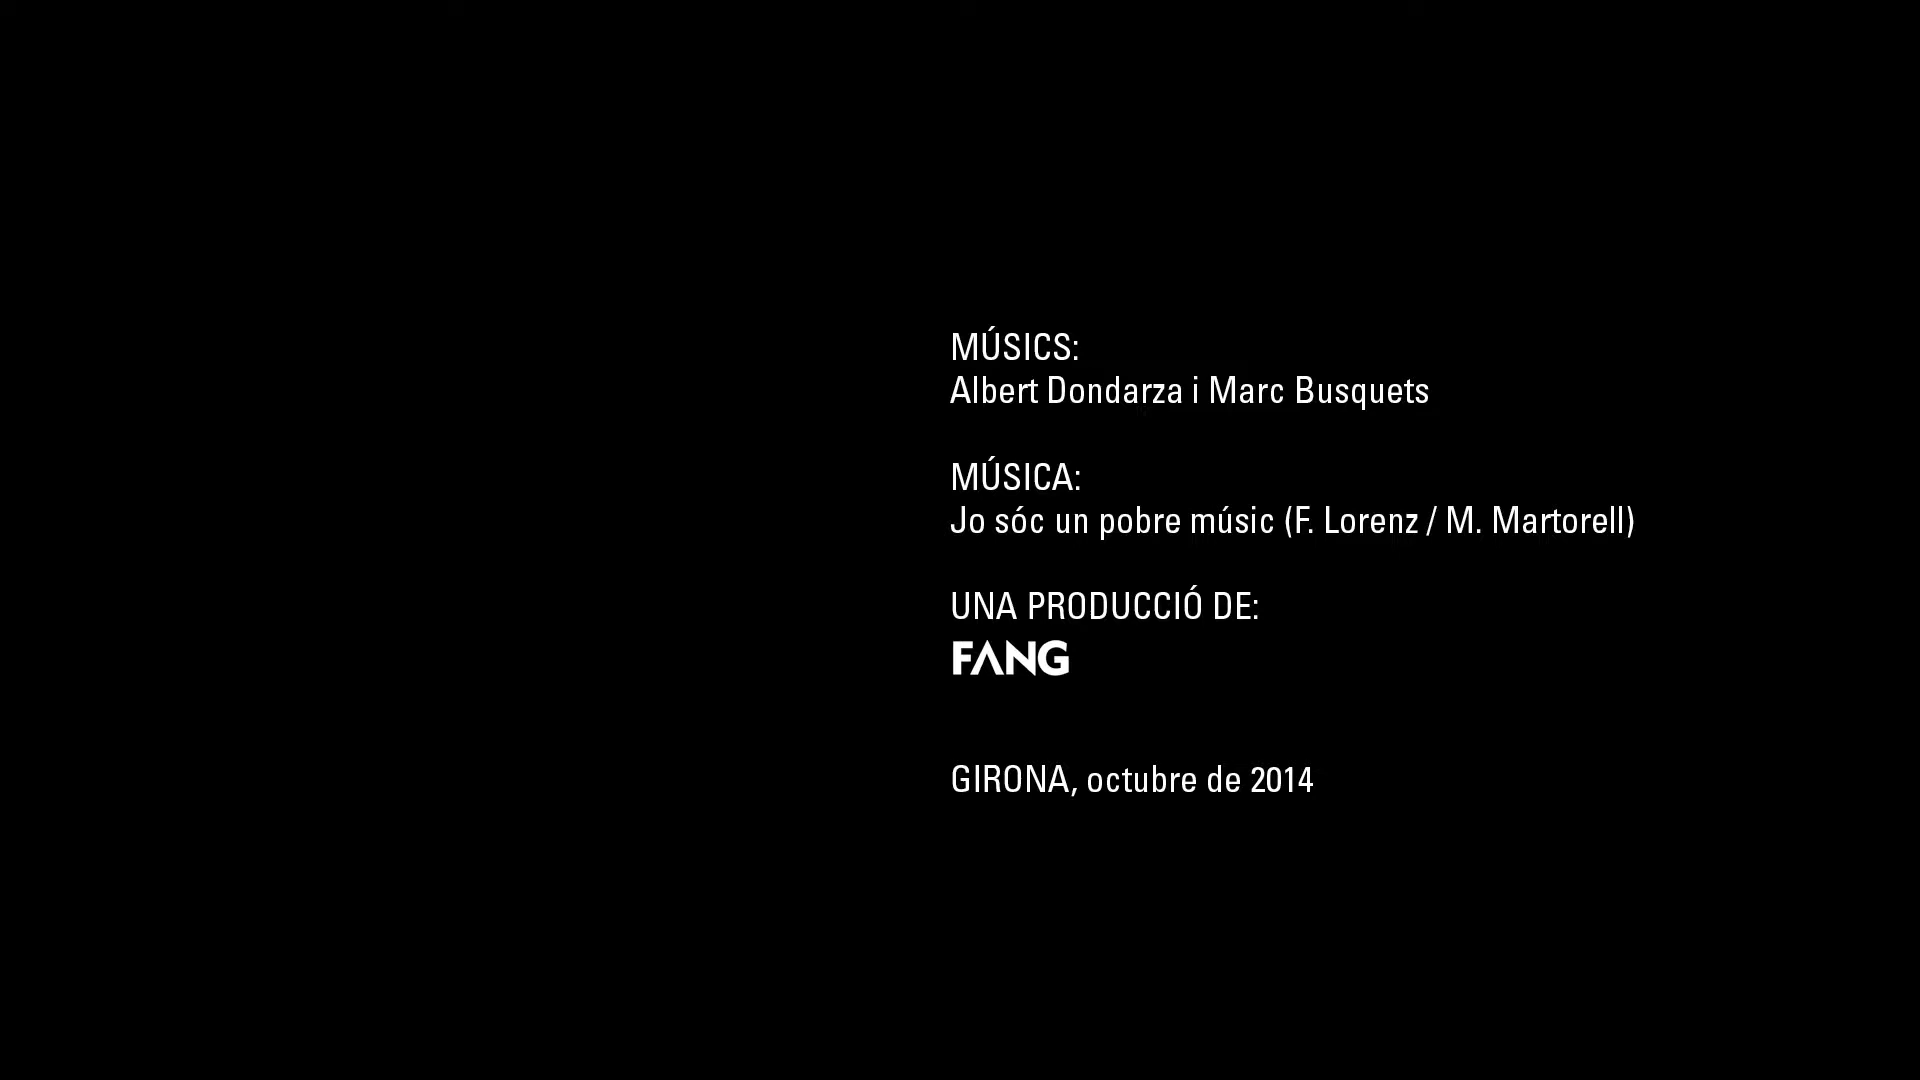 MÚSICS:
Albert Dondarza i Marc Busquets
MÚSICA:
Jo sóc un pobre músic (F. Lorenz / M. Martorell)
UNA PRODUCCIÓ DE:
FANG
GIRONA, octubre de 2014